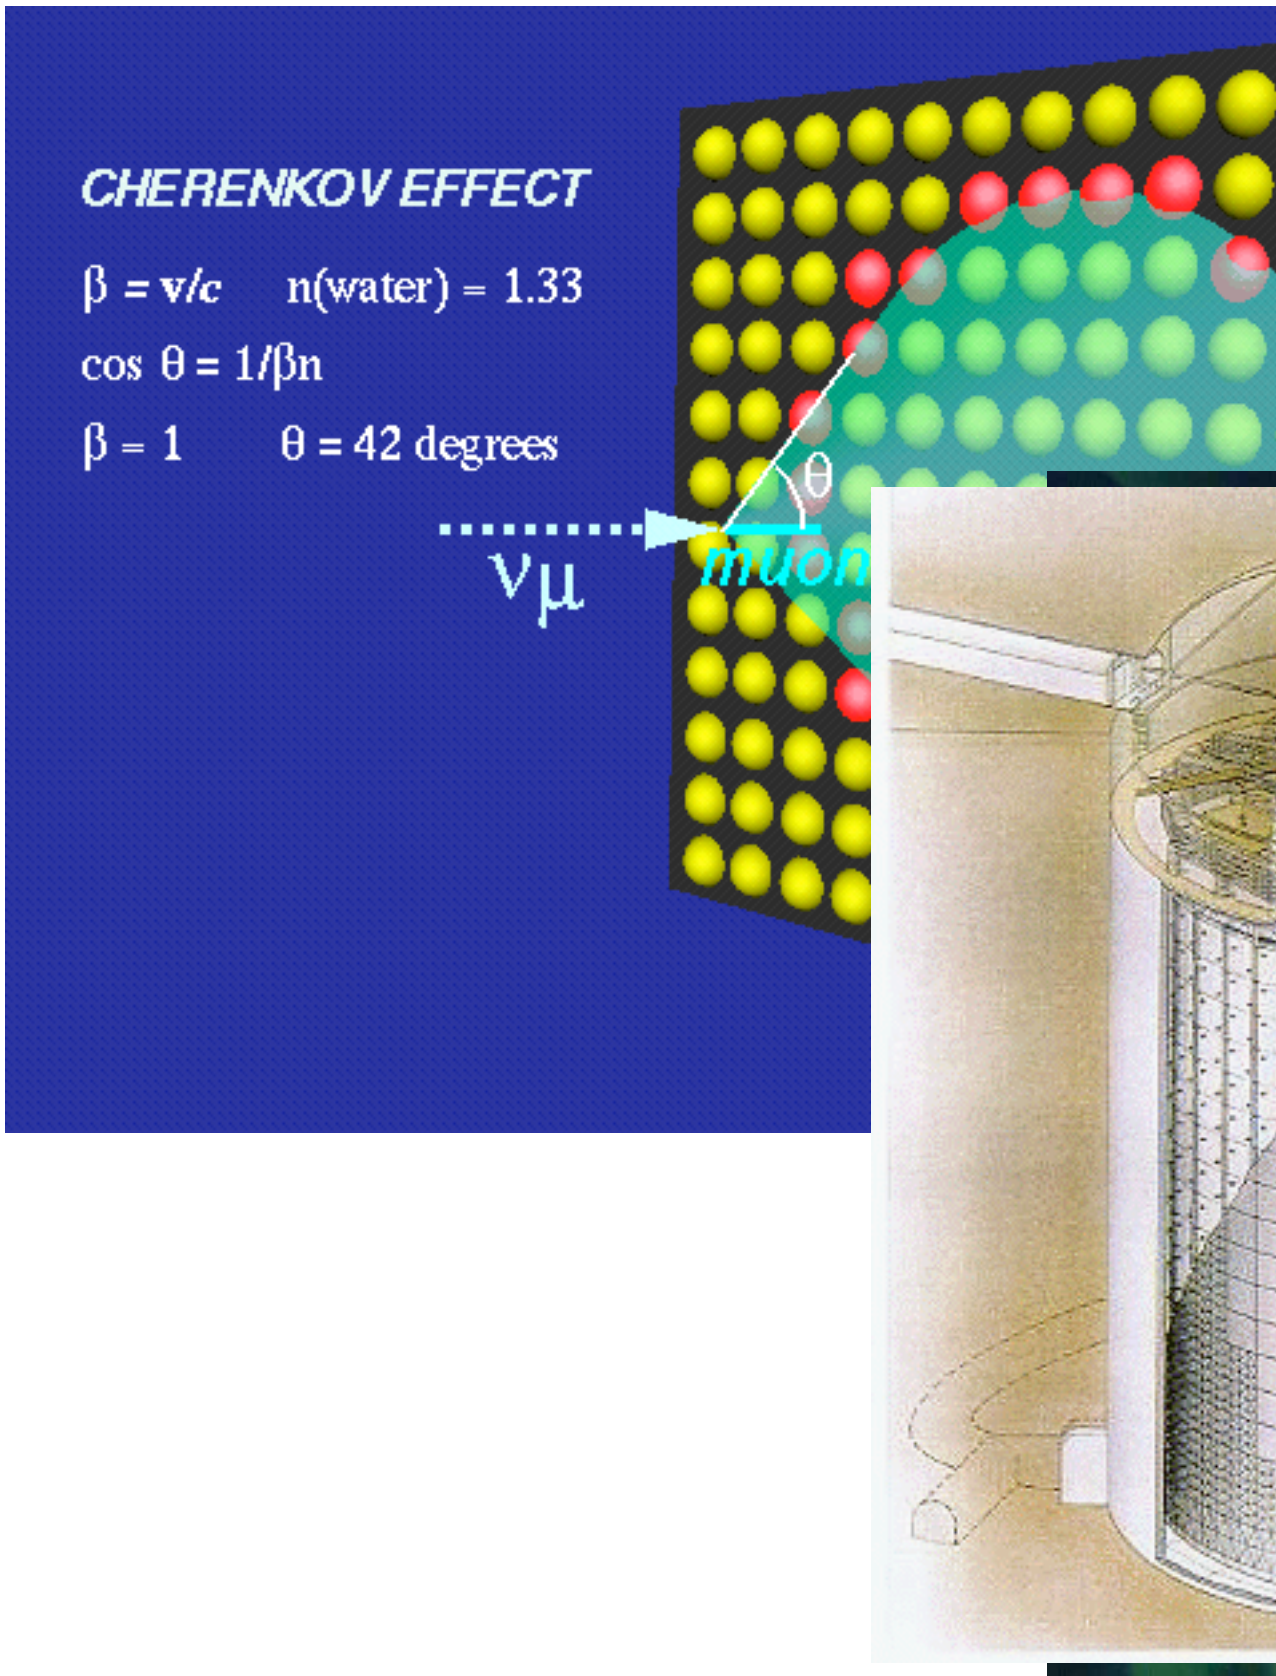 CHERENKOV EFFECT
β = v/c n(water) = 1.33
cos θ = 1/βn
β = 1 θ = 42 degrees
θ
νμ
muon